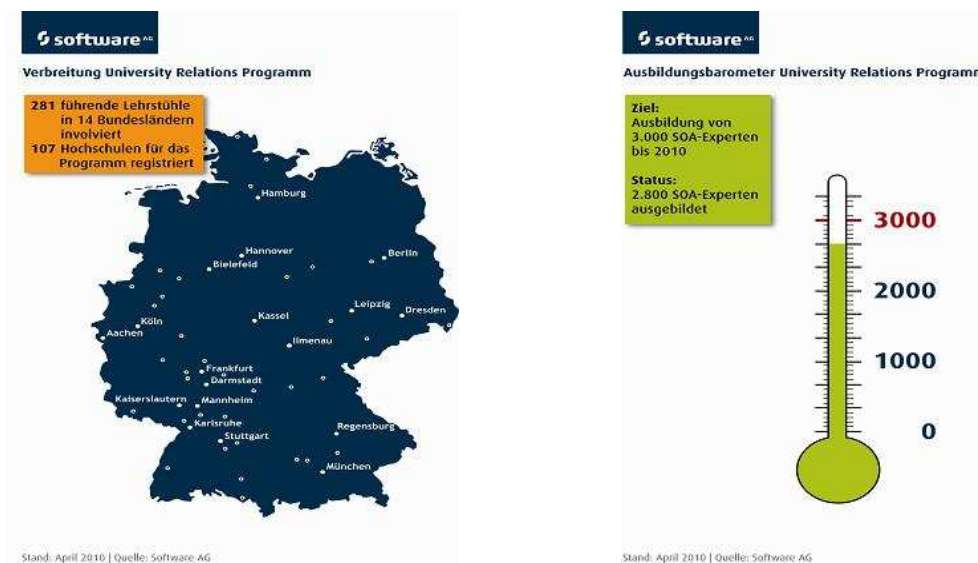 software AG
Verbreitung University Relations Programm
281 führende Lehrstühle
in 14 Bundesländern
involviert
107 Hochschulen für das
Programm registriert
Hamburg
Hannover
Berlin
Bielefeld
Leipzig
Dresden
Köln
Kassel
Aachen
Ilmenau
Frankfurt
Darmstadt
Kaiserslautern
Mannheim
Karlsruhe
Regensburg
Stuttgart
München
Stand: April 2010 | Quelle: Software AG
software AG
Ausbildungsbarometer University Relations Programm
Ziel:
Ausbildung von
3.000 SOA-Experten
bis 2010
Status:
2.800 SOA-Experten
ausgebildet
3000
2000
1000
0
Stand: April 2010 | Quelle: Software AG